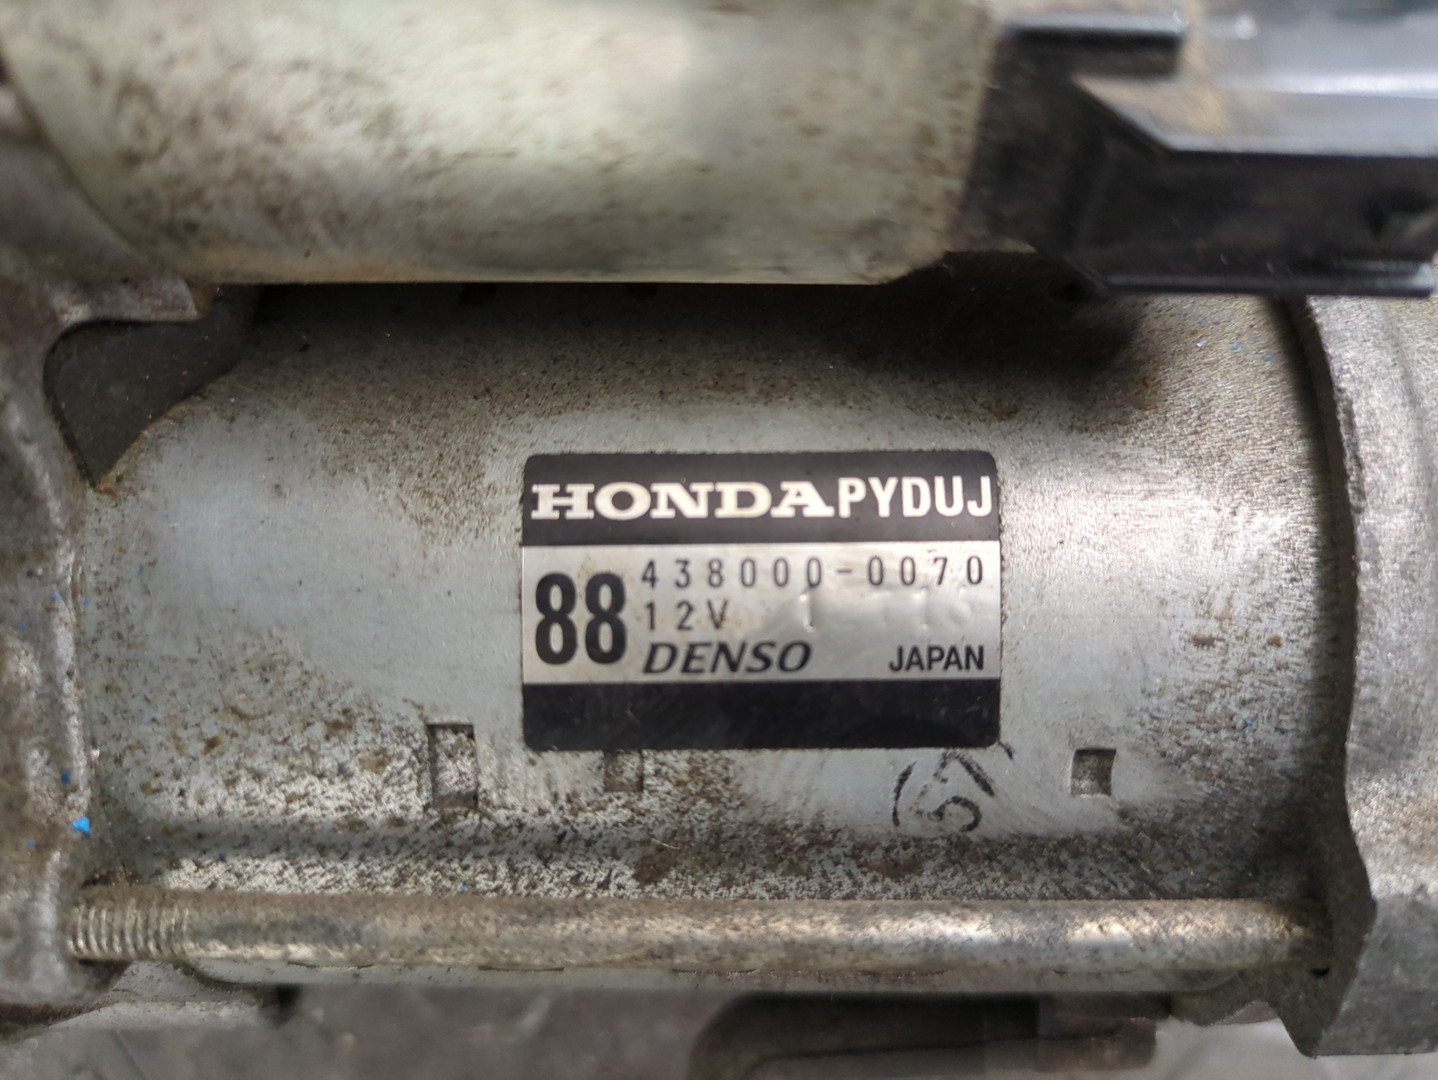 HONDA PYDUJ
88
438000-0070
12V
DENSO JAPAN